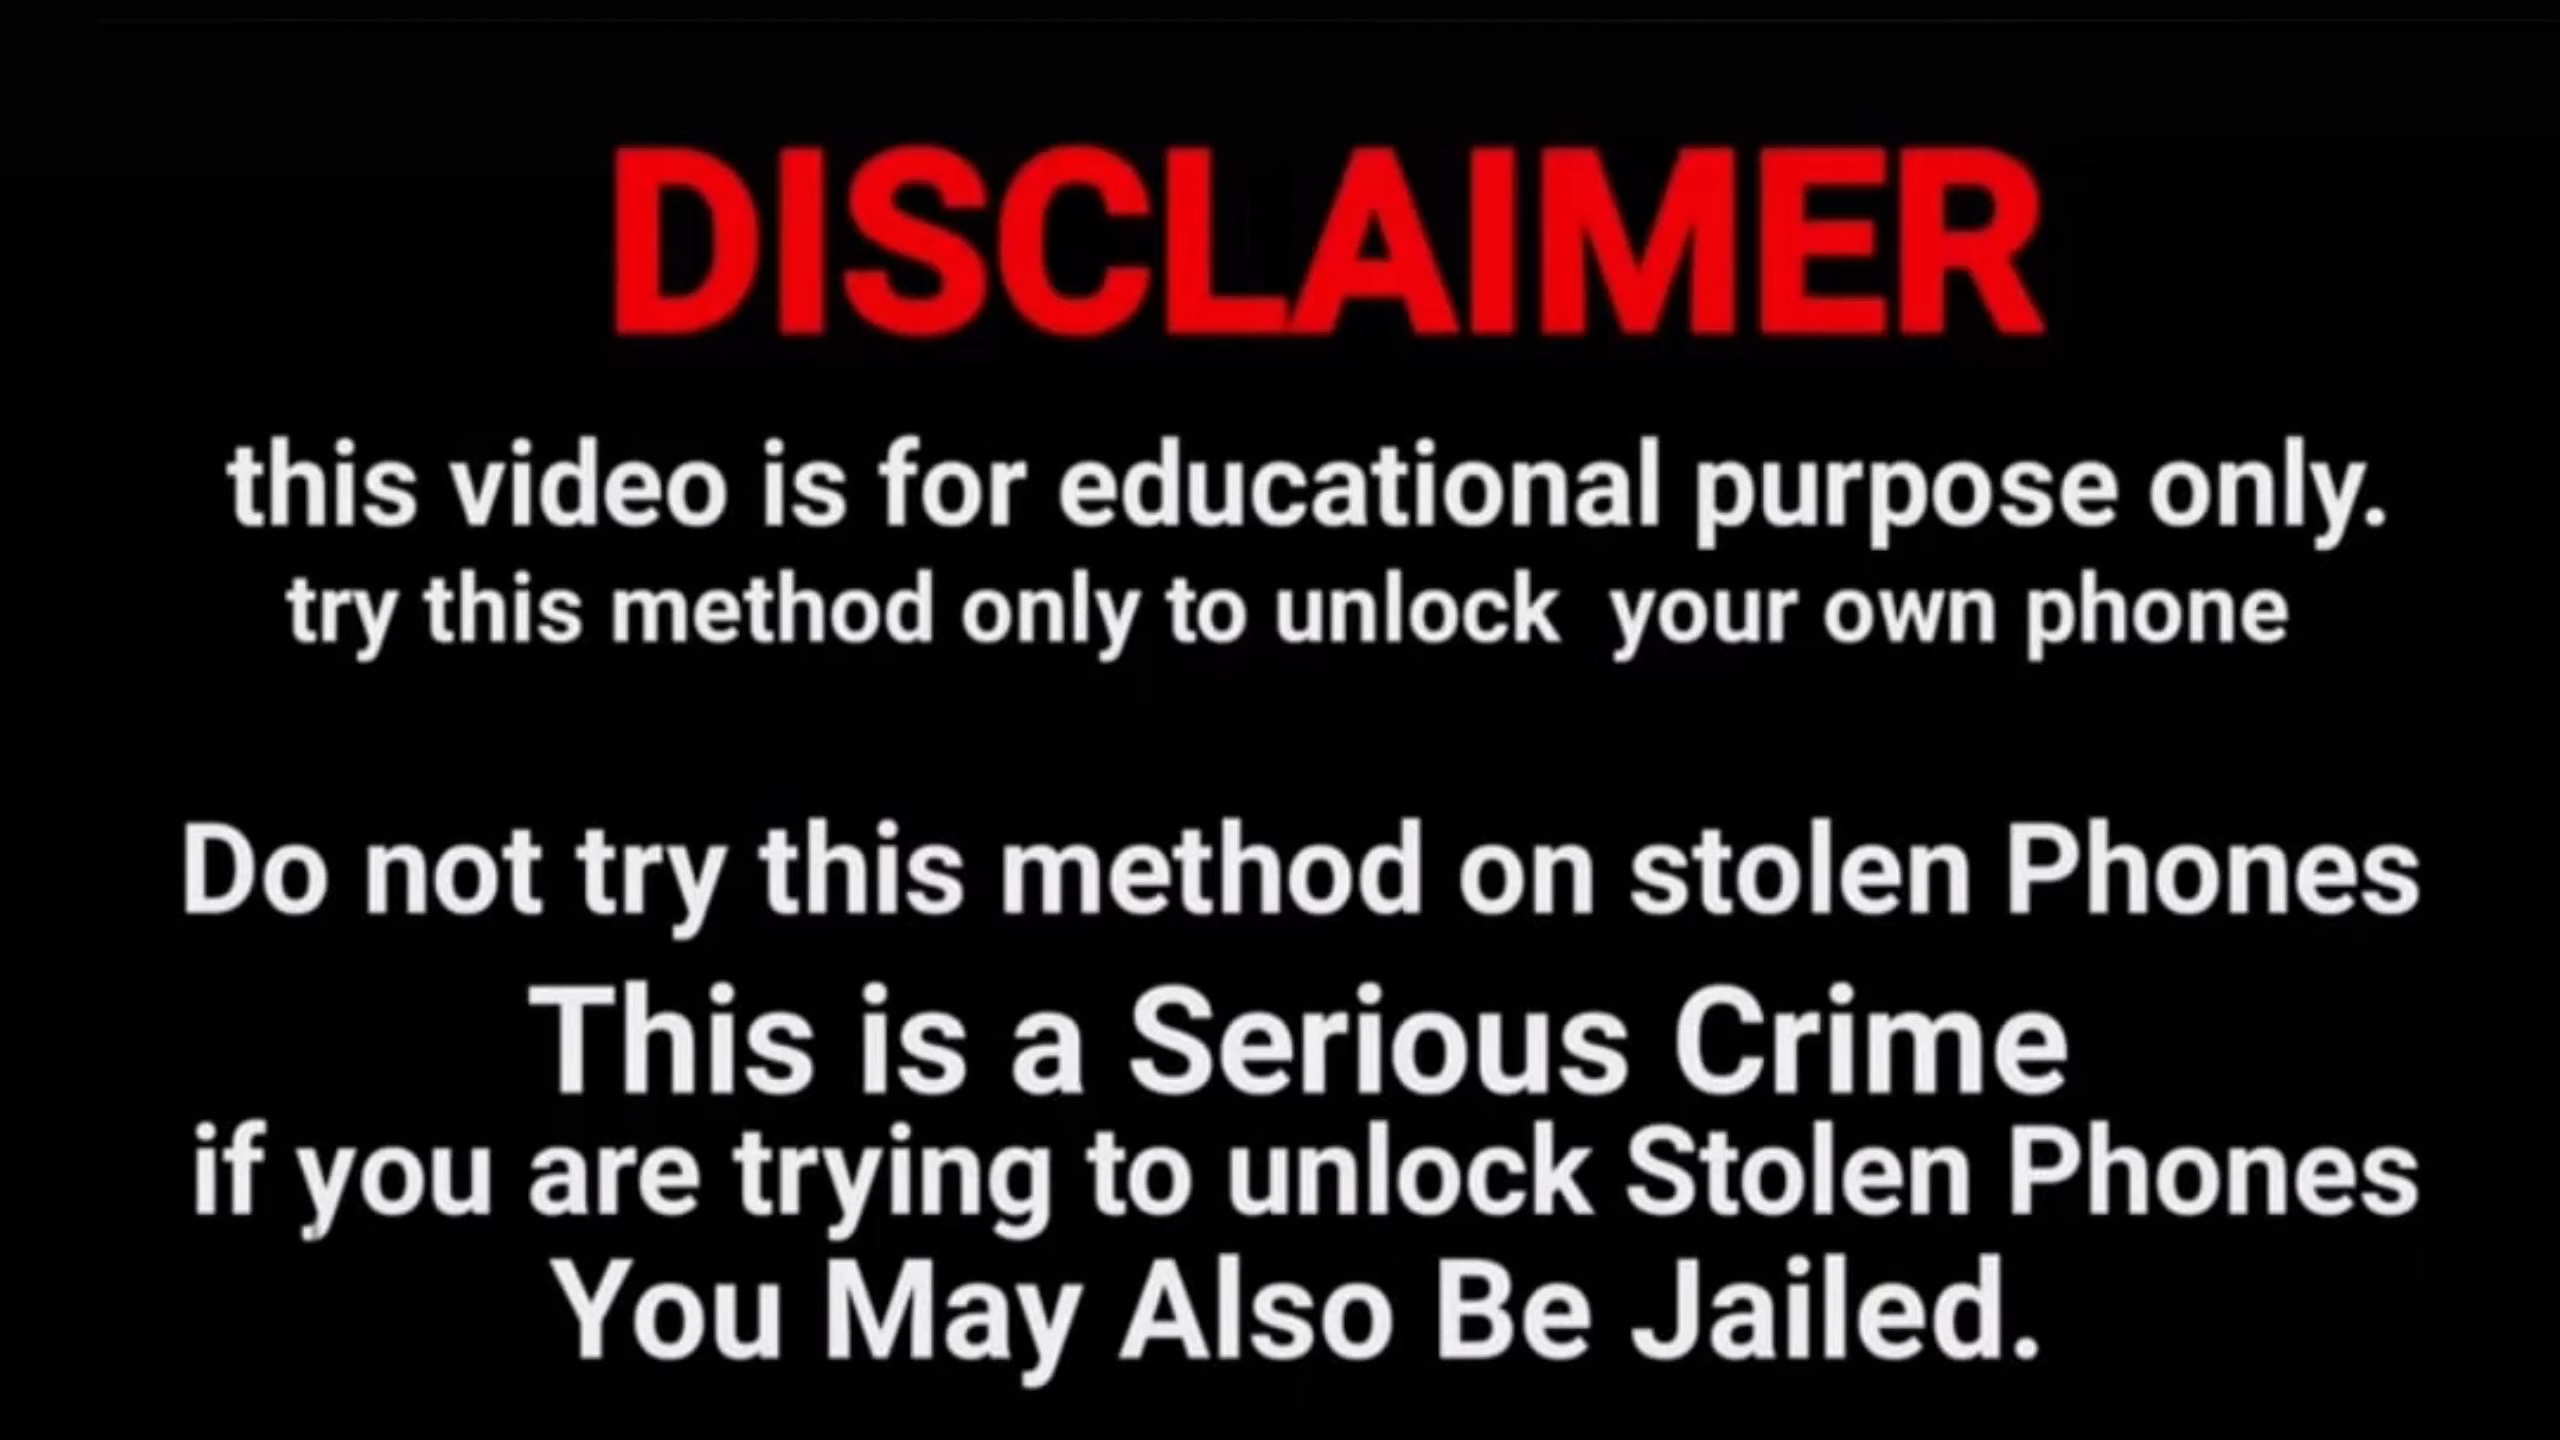 DISCLAIMER
this video is for educational purpose only.
try this method only to unlock  your own phone
Do not try this method on stolen Phones
This is a Serious Crime
if you are trying to unlock Stolen Phones
You May Also Be Jailed.